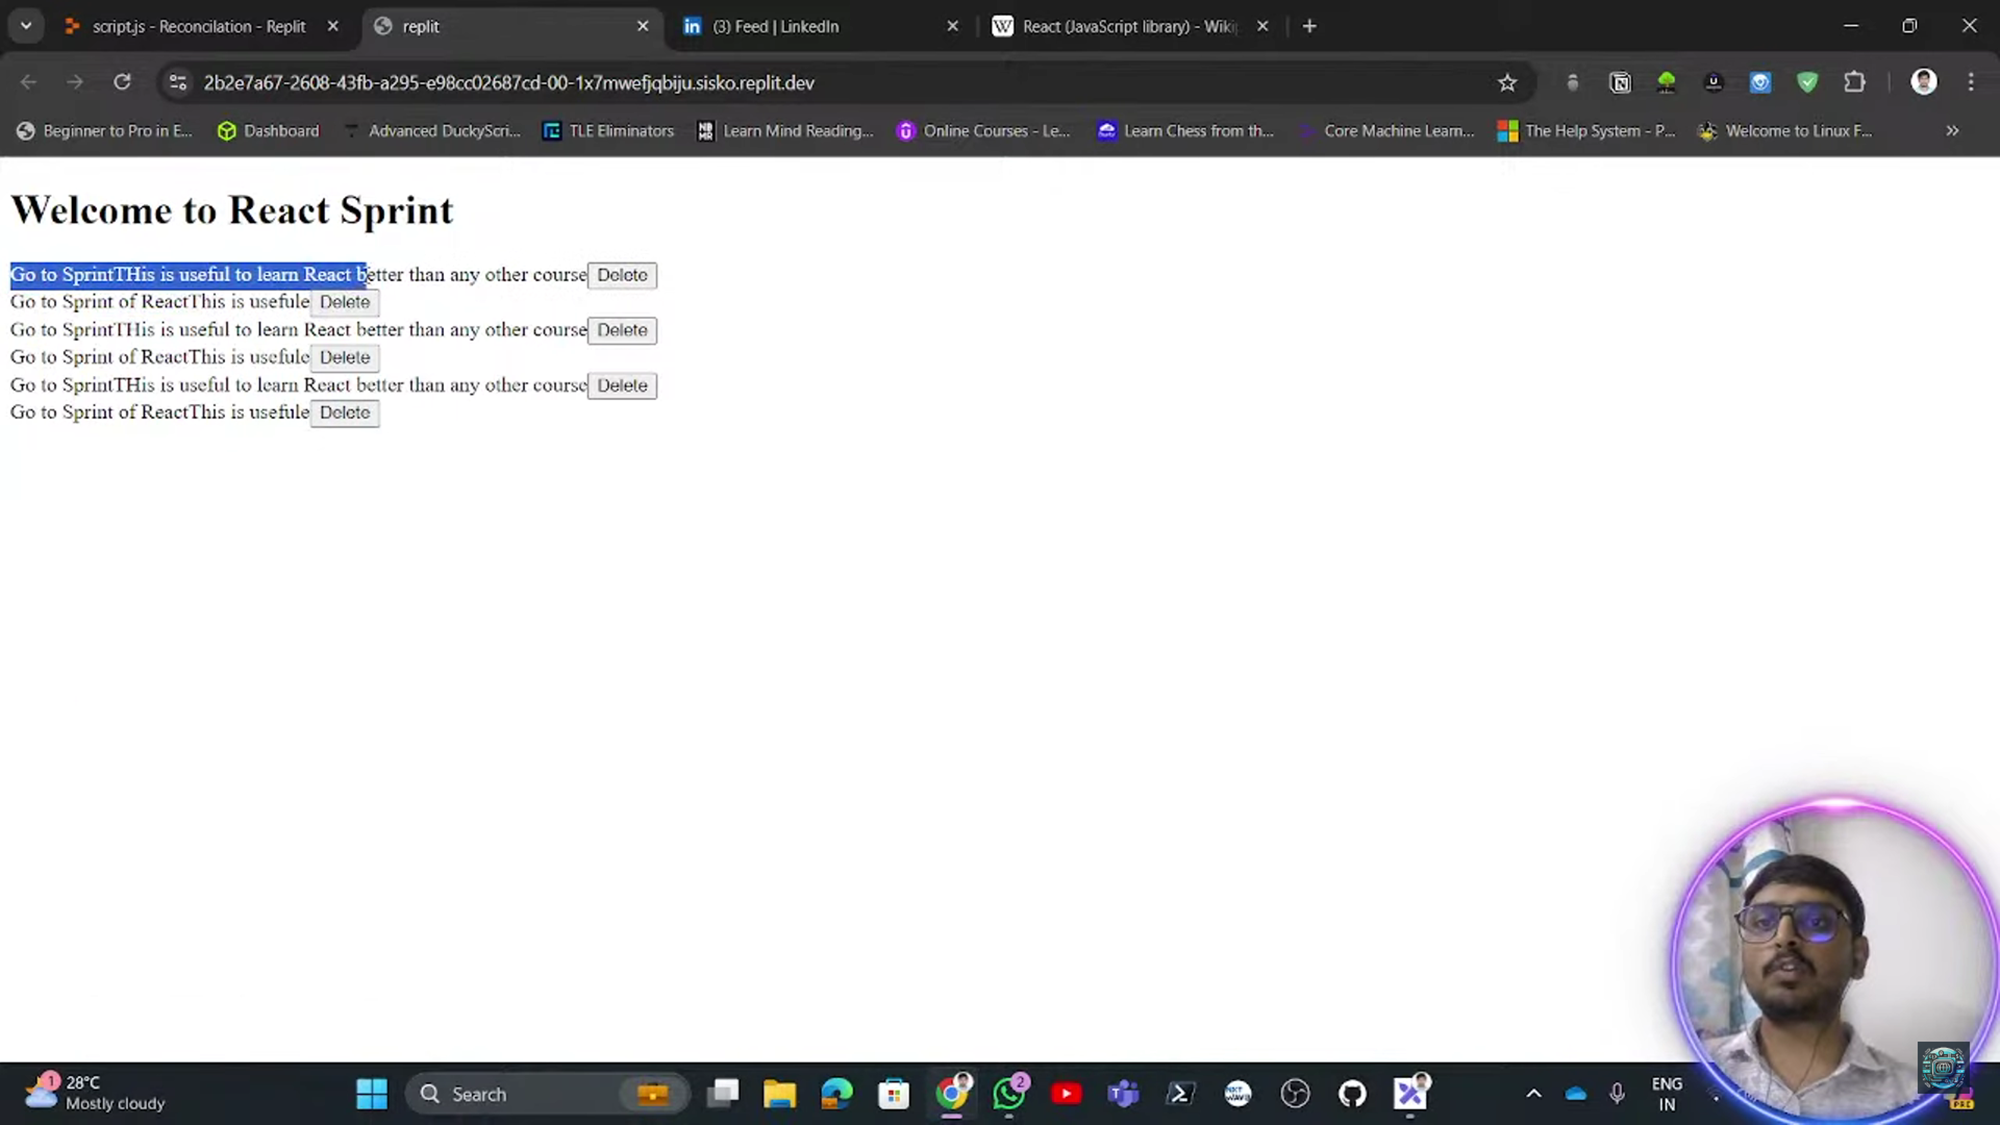 script.js - Reconcilation - Replit
replit
(3) Feed | LinkedIn
React (JavaScript library) - Wiki
2b2e7a67-2608-43fb-a295-e98cc02687cd-00-1x7mwefjqbiju.sisko.replit.dev
Beginner to Pro in E...
Dashboard
Advanced DuckyScri...
TLE Eliminators
Learn Mind Reading...
Online Courses - Le...
Learn Chess from th...
Core Machine Learn...
The Help System - P...
Welcome to Linux F...
Welcome to React Sprint
Go to SprintTHis is useful to learn React better than any other course Delete
Go to Sprint of ReactThis is usefule Delete
Go to SprintTHis is useful to learn React better than any other course Delete
Go to Sprint of ReactThis is usefule Delete
Go to SprintTHis is useful to learn React better than any other course Delete
Go to Sprint of ReactThis is usefule Delete
1
28°C
Mostly cloudy
Search
2
ENG
IN
PRE